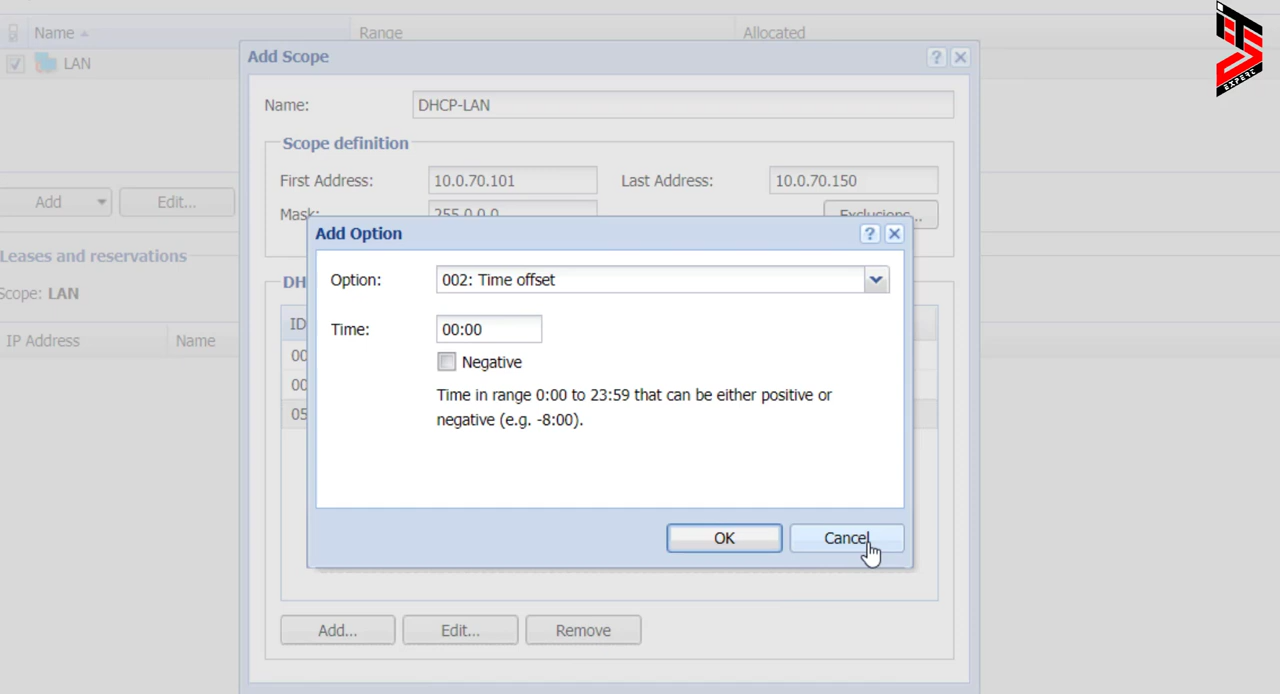 Name
Range
Allocated
LAN
Add Scope
?
Name: DHCP-LAN
Scope definition
First Address: 10.0.70.101 Last Address: 10.0.70.150
Mask: 255.0.0.0 Exclusions...
Add Edit...
Add Option
?
Leases and reservations
Option: 002: Time offset
DH
Scope: LAN
ID
Time: 00:00
IP Address Name
00
Negative
00
Time in range 0:00 to 23:59 that can be either positive or
negative (e.g. -8:00).
05
OK Cancel
Add... Edit... Remove
ITS
EXPERT